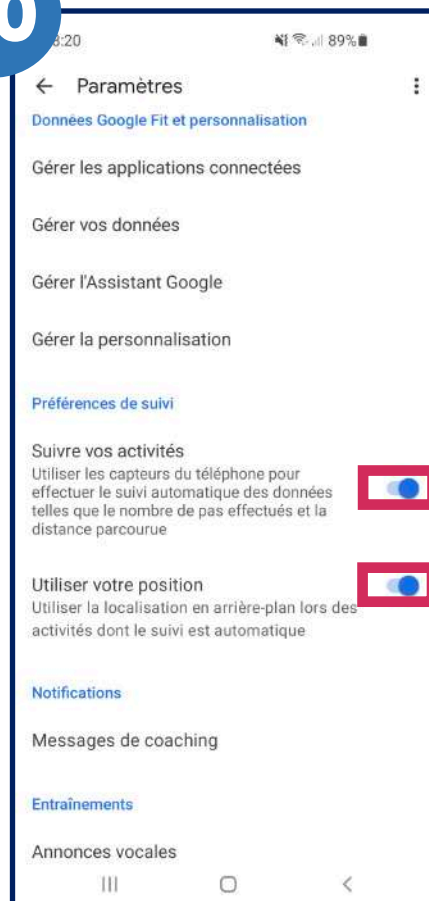 :20
89%
Paramètres
Données Google Fit et personnalisation
Gérer les applications connectées
Gérer vos données
Gérer l'Assistant Google
Gérer la personnalisation
Préférences de suivi
Suivre vos activités
Utiliser les capteurs du téléphone pour
effectuer le suivi automatique des données
telles que le nombre de pas effectués et la
distance parcourue
Utiliser votre position
Utiliser la localisation en arrière-plan lors des
activités dont le suivi est automatique
Notifications
Messages de coaching
Entraînements
Annonces vocales